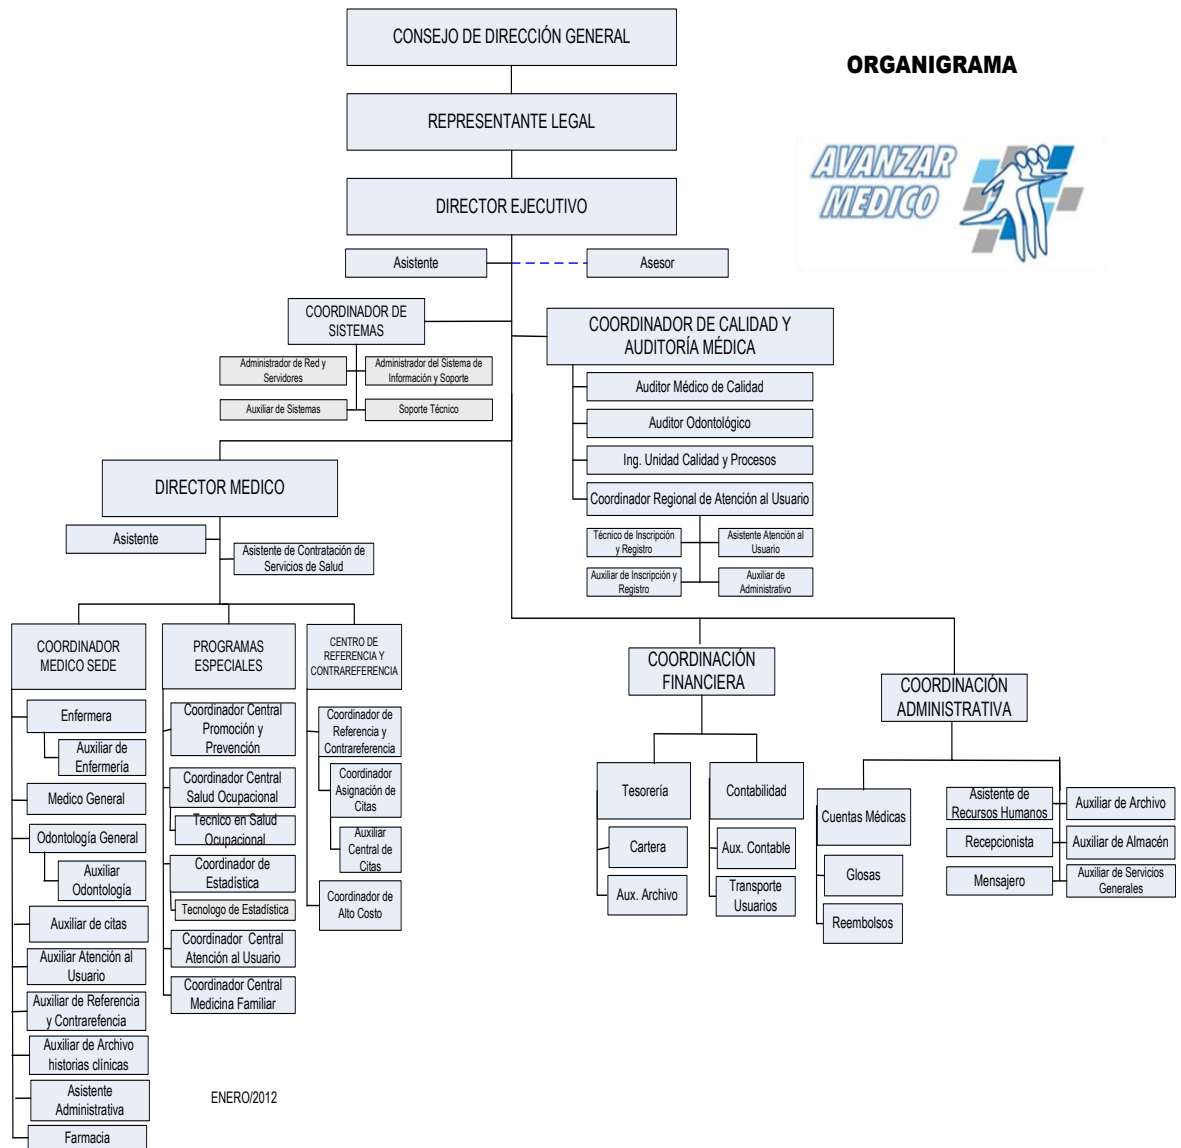 CONSEJO DE DIRECCIÓN GENERAL
ORGANIGRAMA
REPRESENTANTE LEGAL
AVANZAR
MEDICO
DIRECTOR EJECUTIVO
Asistente
Asesor
COORDINADOR DE
SISTEMAS
Administrador de Red y
Servidores
Administrador del Sistema de
Información y Soporte
Auxiliar de Sistemas
Soporte Técnico
COORDINADOR DE CALIDAD Y
AUDITORÍA MÉDICA
Auditor Médico de Calidad
Auditor Odontológico
Ing. Unidad Calidad y Procesos
Coordinador Regional de Atención al Usuario
Técnico de Inscripción
y Registro
Asistente Atención al
Usuario
Auxiliar de Inscripción y
Registro
Auxiliar de
Administrativo
DIRECTOR MEDICO
Asistente
Asistente de Contratación de
Servicios de Salud
COORDINADOR
MEDICO SEDE
Enfermera
Auxiliar de
Enfermería
Medico General
Odontología General
Auxiliar
Odontología
Auxiliar de citas
Auxiliar Atención al
Usuario
Auxiliar de Referencia
y Contrarefencia
Auxiliar de Archivo
historias clínicas
Asistente
Administrativa
Farmacia
PROGRAMAS
ESPECIALES
Coordinador Central
Promoción y
Prevención
Coordinador Central
Salud Ocupacional
Tecnico en Salud
Ocupacional
Coordinador de
Estadística
Tecnologo de Estadística
Coordinador Central
Atención al Usuario
Coordinador Central
Medicina Familiar
CENTRO DE
REFERENCIA Y
CONTRAREFERENCIA
Coordinador de
Referencia y
Contrareferencia
Coordinador
Asignación de
Citas
Auxiliar
Central de
Citas
Coordinador de
Alto Costo
COORDINACIÓN
FINANCIERA
Tesorería
Cartera
Aux. Archivo
Contabilidad
Aux. Contable
Transporte
Usuarios
COORDINACIÓN
ADMINISTRATIVA
Cuentas Médicas
Glosas
Reembolsos
Asistente de
Recursos Humanos
Auxiliar de Archivo
Recepcionista
Auxiliar de Almacén
Mensajero
Auxiliar de Servicios
Generales
ENERO/2012